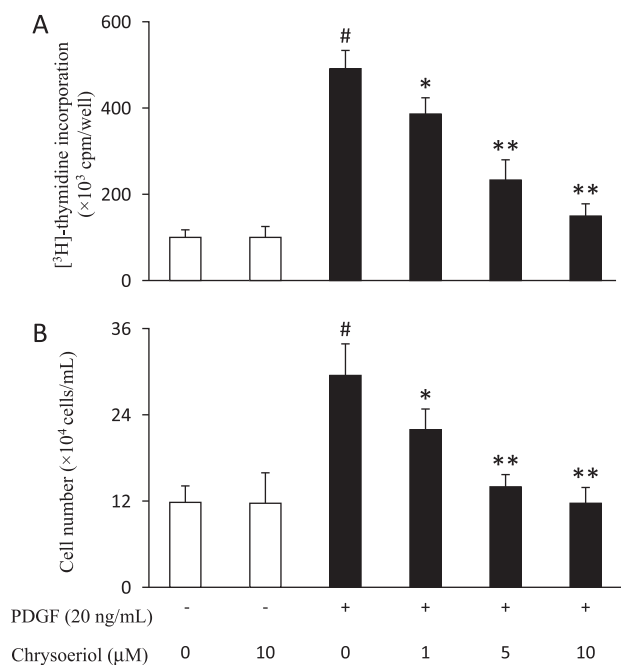 A
600
#
[³H]-thymidine incorporation
(×10³ cpm/well)
400
*
**
200
**
0
B
36
#
Cell number (×10⁴ cells/mL)
24
*
**
12
**
0
PDGF (20 ng/mL) - - + + + +
Chrysoeriol (μM) 0 10 0 1 5 10